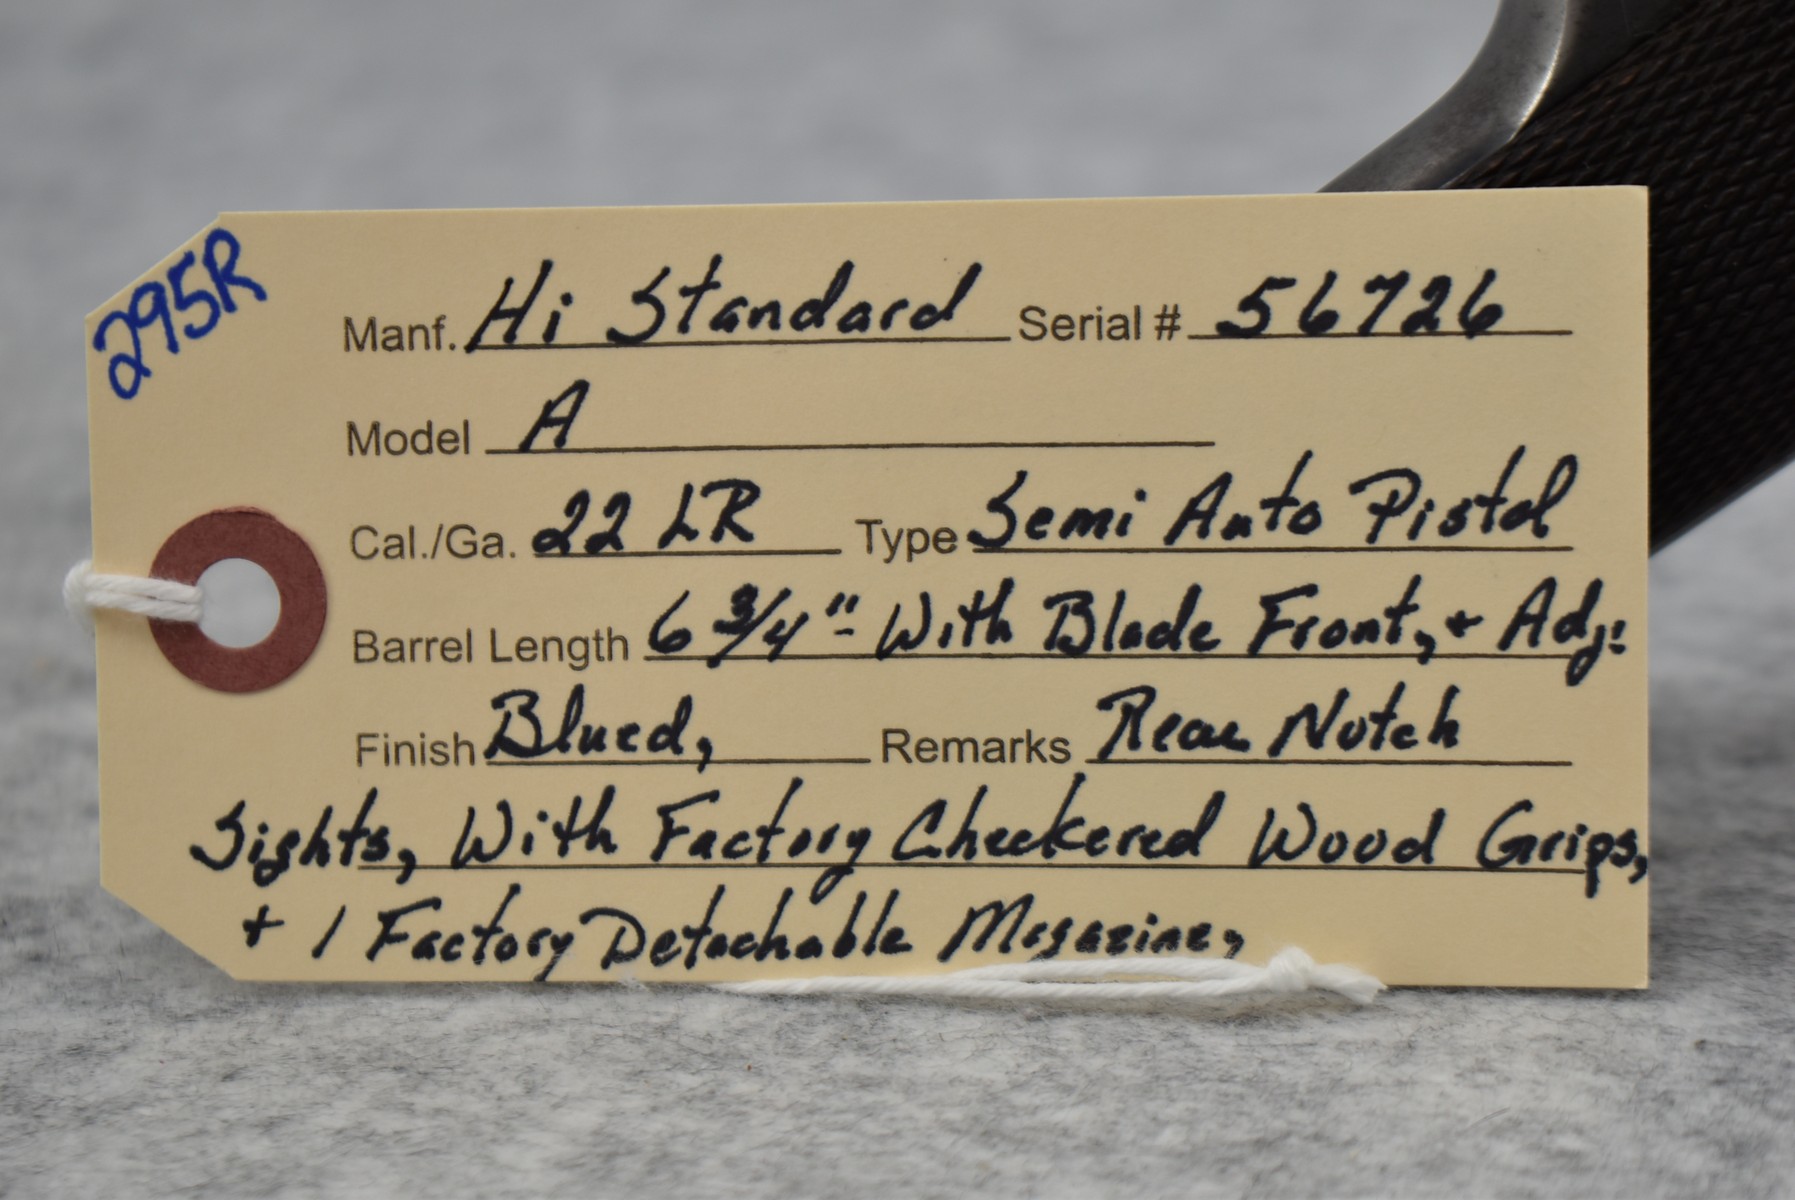 295R
Manf. Hi Standard Serial # 56726
Model A
Cal./Ga. 22 LR Type Semi Auto Pistol
Barrel Length 6 3/4" With Blade Front, + Adj:
Finish Blued, Remarks Rear Notch
Sights, With Factory Checkered Wood Grips,
+ 1 Factory Detachable Magazine,